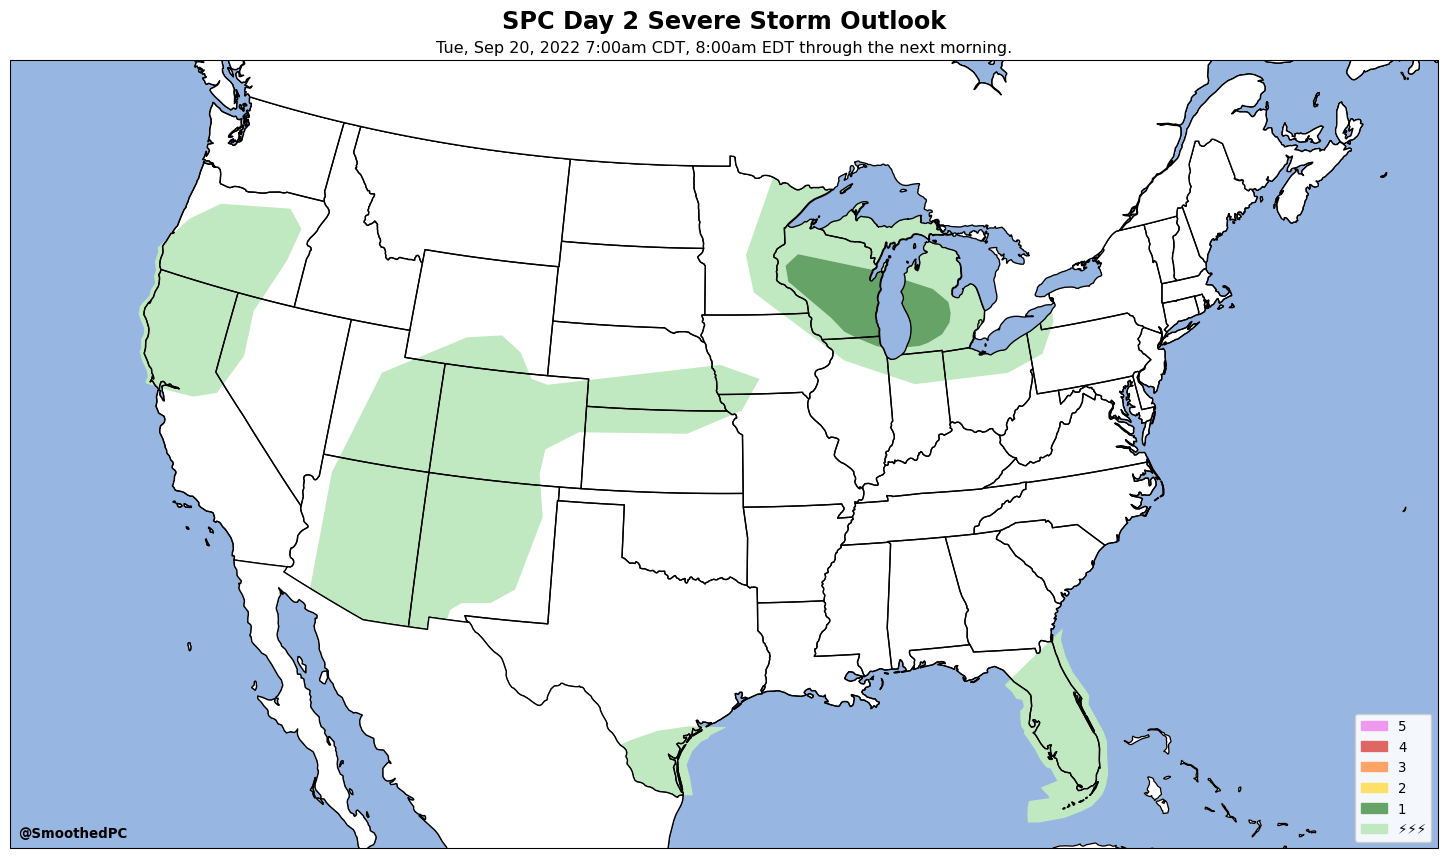 SPC Day 2 Severe Storm Outlook
Tue, Sep 20, 2022 7:00am CDT, 8:00am EDT through the next morning.
5
4
3
2
1
⚡⚡⚡
@SmoothedPC